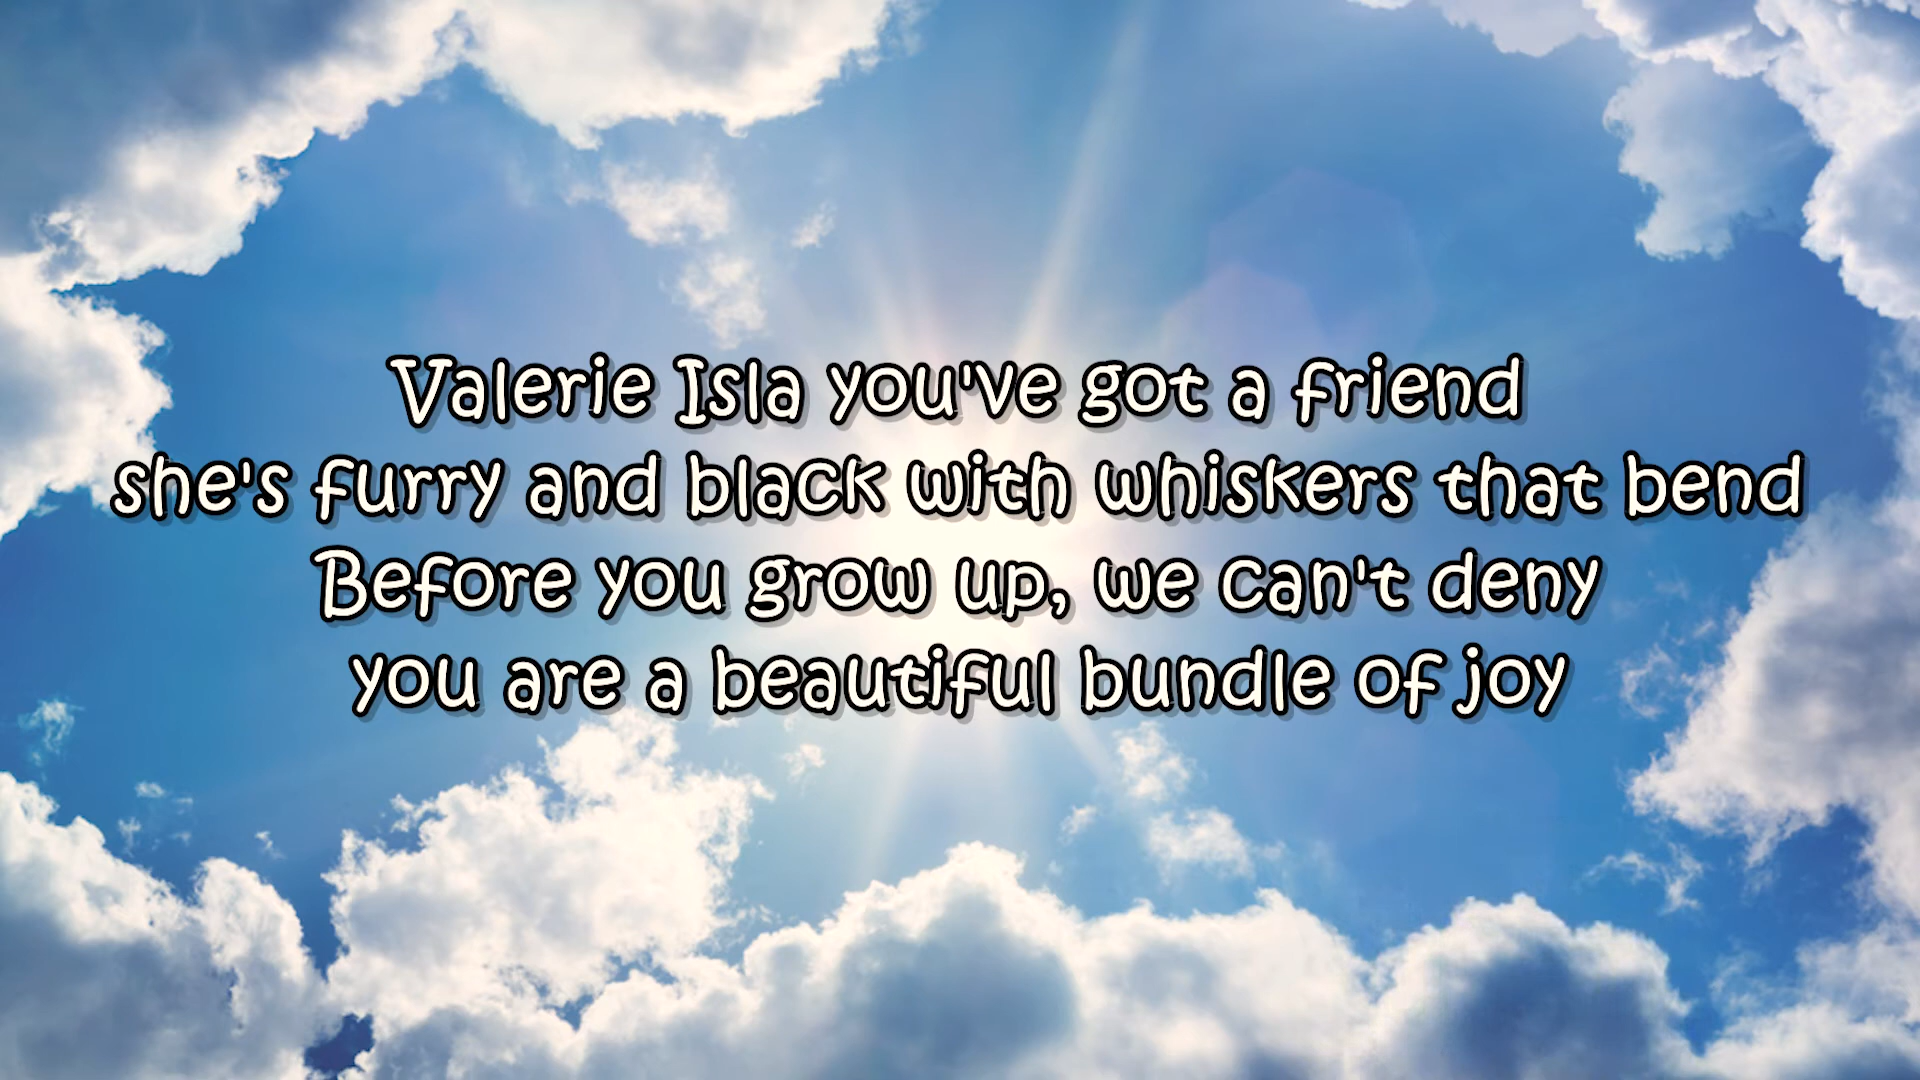 Valerie Isla you've got a friend
she's furry and black with whiskers that bend
Before you grow up, we can't deny
you are a beautiful bundle of joy